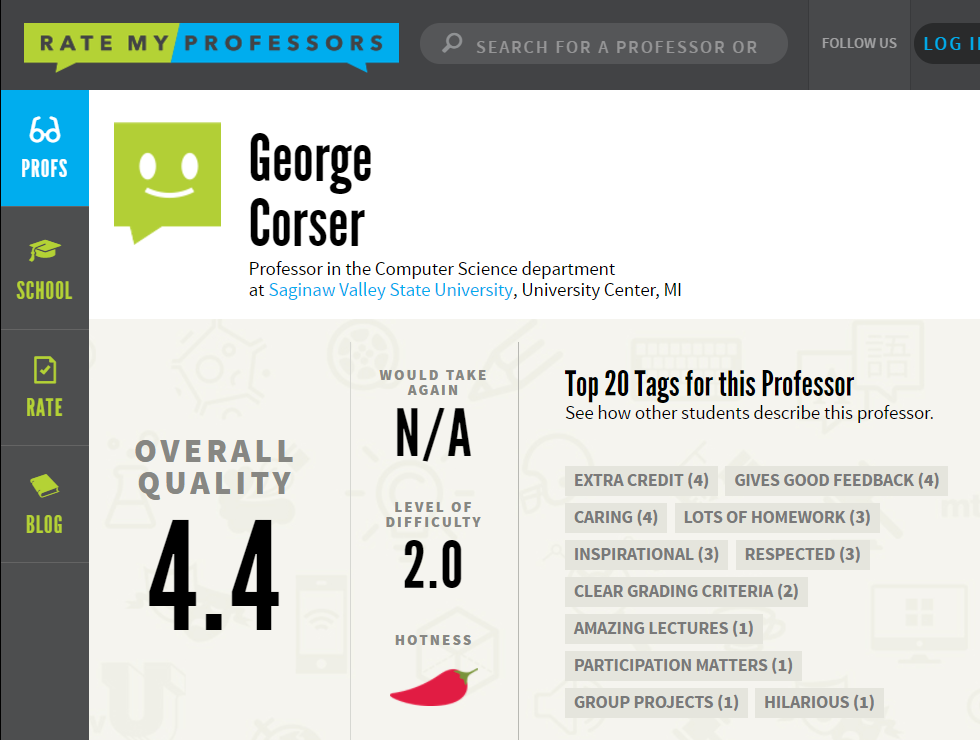 RATE MY PROFESSORS
SEARCH FOR A PROFESSOR OR
FOLLOW US
LOG I
PROFS
SCHOOL
RATE
BLOG
George
Corser
Professor in the Computer Science department
at Saginaw Valley State University, University Center, MI
OVERALL
QUALITY
4.4
WOULD TAKE
AGAIN
N/A
LEVEL OF
DIFFICULTY
2.0
HOTNESS
Top 20 Tags for this Professor
See how other students describe this professor.
EXTRA CREDIT (4) GIVES GOOD FEEDBACK (4)
CARING (4) LOTS OF HOMEWORK (3)
INSPIRATIONAL (3) RESPECTED (3)
CLEAR GRADING CRITERIA (2)
AMAZING LECTURES (1)
PARTICIPATION MATTERS (1)
GROUP PROJECTS (1) HILARIOUS (1)